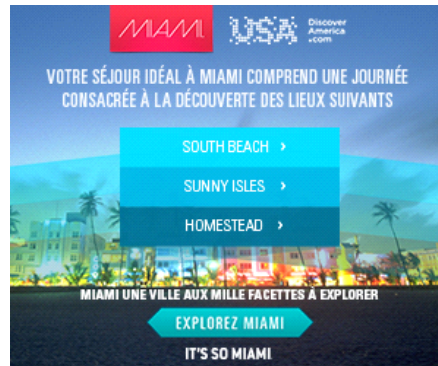 MIAMI USA Discover
America
.com
VOTRE SÉJOUR IDÉAL À MIAMI COMPREND UNE JOURNÉE
CONSACRÉE À LA DÉCOUVERTE DES LIEUX SUIVANTS
SOUTH BEACH ›
SUNNY ISLES ›
HOMESTEAD ›
MIAMI UNE VILLE AUX MILLE FACETTES À EXPLORER
EXPLOREZ MIAMI
IT'S SO MIAMI